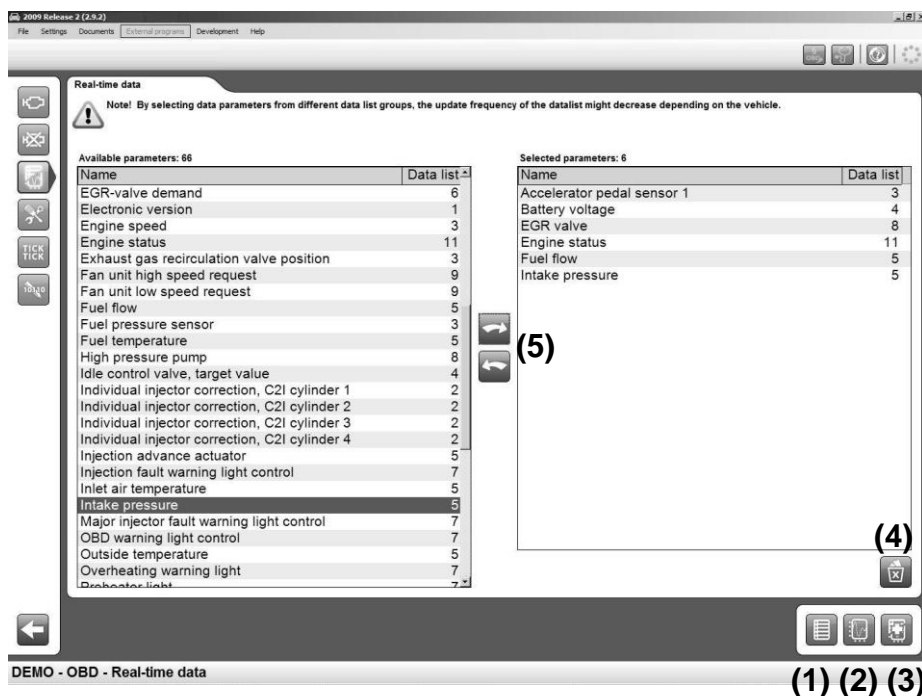 2009 Release 2 (2.9.2)
File Settings Documents External programs Development Help
Real-time data
Note! By selecting data parameters from different data list groups, the update frequency of the datalist might decrease depending on the vehicle.
Available parameters: 66
Name Data list
EGR-valve demand 6
Electronic version 1
Engine speed 3
Engine status 11
Exhaust gas recirculation valve position 3
Fan unit high speed request 9
Fan unit low speed request 9
Fuel flow 5
Fuel pressure sensor 3
Fuel temperature 5
High pressure pump 8
Idle control valve, target value 4
Individual injector correction, C2I cylinder 1 2
Individual injector correction, C2I cylinder 2 2
Individual injector correction, C2I cylinder 3 2
Individual injector correction, C2I cylinder 4 2
Injection advance actuator 5
Injection fault warning light control 7
Inlet air temperature 5
Intake pressure 5
Major injector fault warning light control 7
OBD warning light control 7
Outside temperature 5
Overheating warning light 7
Preheater light 7
Selected parameters: 6
Name Data list
Accelerator pedal sensor 1 3
Battery voltage 4
EGR valve 8
Engine status 11
Fuel flow 5
Intake pressure 5
(5)
(4)
TICK
TICK
DEMO - OBD - Real-time data
(1) (2) (3)